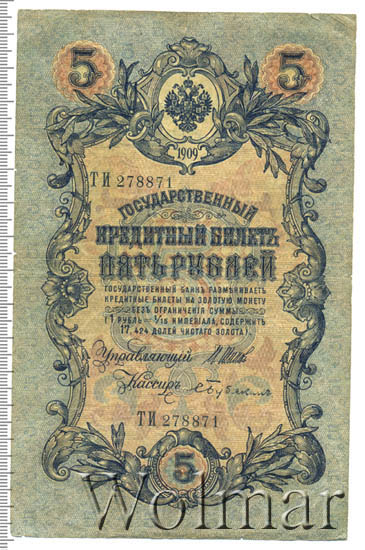 5 5
1909
ТИ 278871
ГОСУДАРСТВЕННЫЙ
КРЕДИТНЫЙ БИЛЕТЪ
ПЯТЬ РУБЛЕЙ
ГОСУДАРСТВЕННЫЙ БАНКЪ РАЗМѢНИВАЕТЪ
КРЕДИТНЫЕ БИЛЕТЫ НА ЗОЛОТУЮ МОНЕТУ
БЕЗЪ ОГРАНИЧЕНІЯ СУММЫ
(1 РУБЛЬ = 1/15 ИМПЕРІАЛА, СОДЕРЖИТЪ
17,424 ДОЛЕЙ ЧИСТАГО ЗОЛОТА).
Управляющій
Кассиръ
ТИ 278871
5
Wolmar